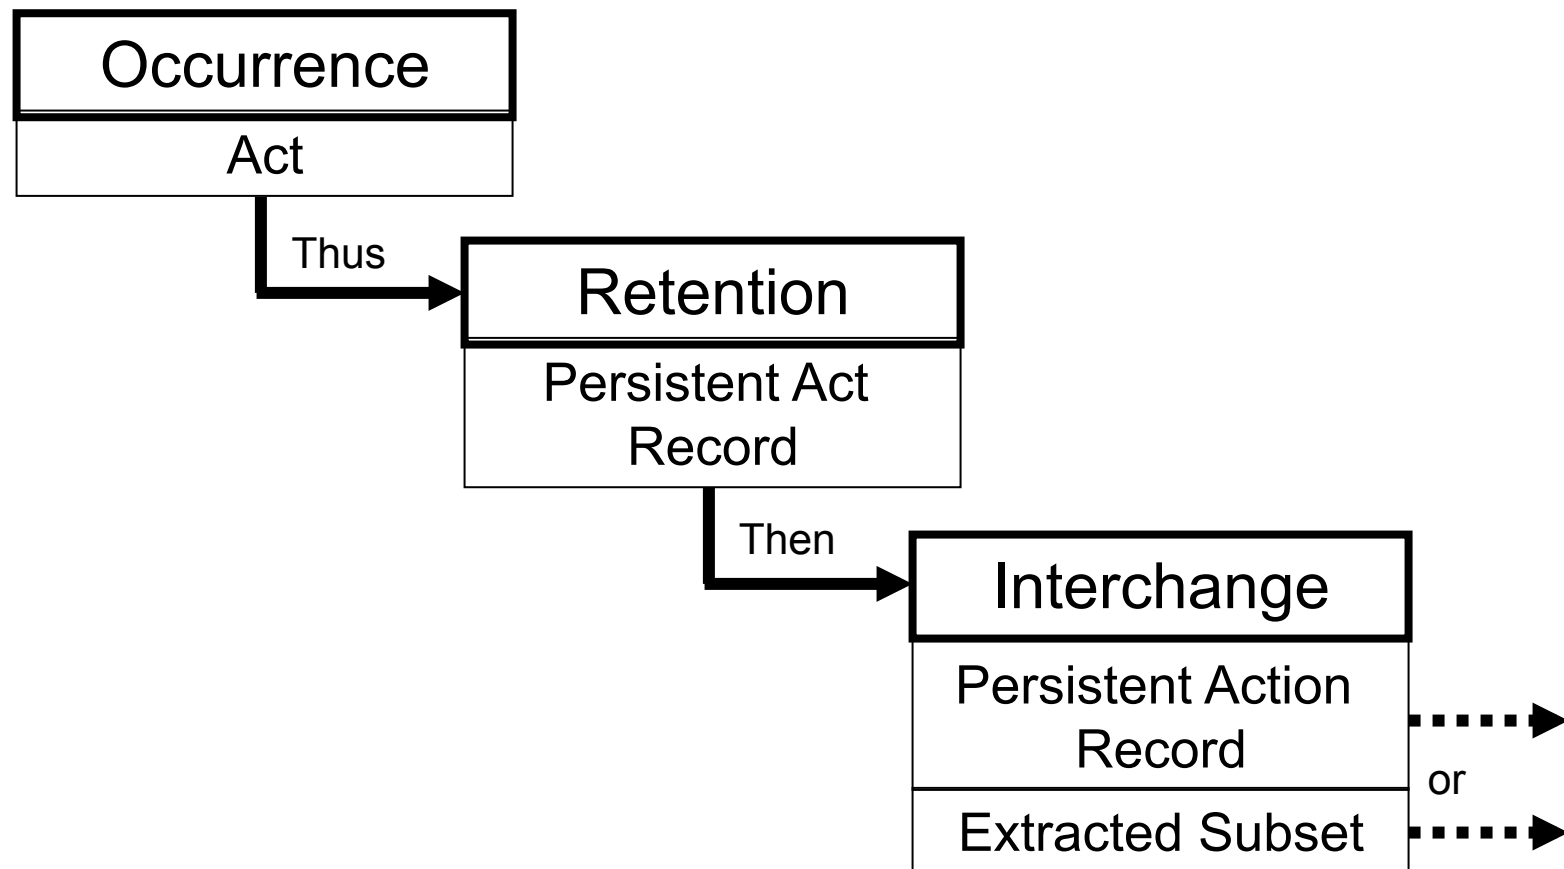 Occurrence
Act
Thus
Retention
Persistent Act
Record
Then
Interchange
Persistent Action
Record
or
Extracted Subset